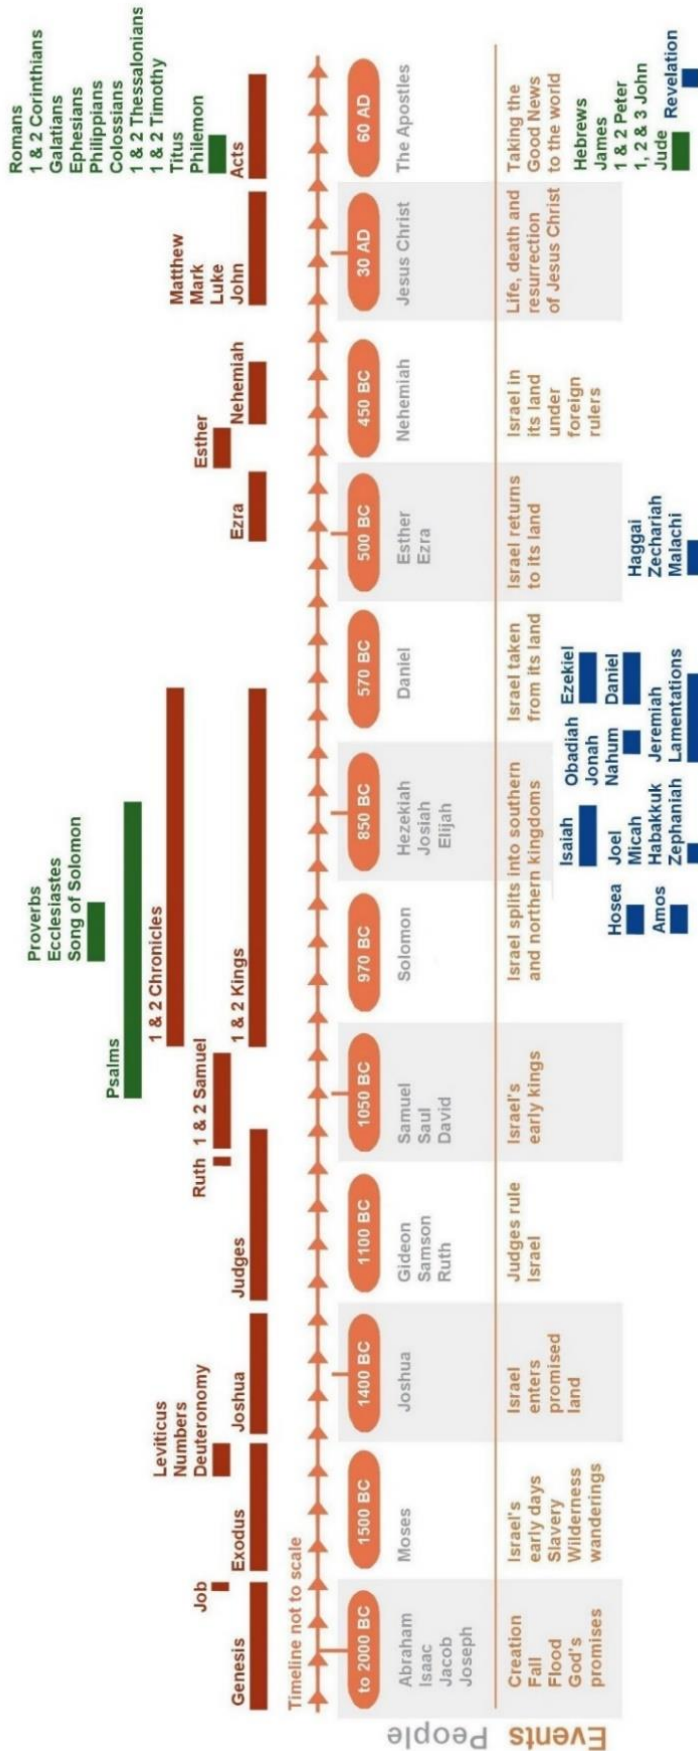 Proverbs
Ecclesiastes
Song of Solomon
Psalms
1 & 2 Chronicles
Romans
1 & 2 Corinthians
Galatians
Ephesians
Philippians
Colossians
1 & 2 Thessalonians
1 & 2 Timothy
Titus
Philemon
Leviticus
Numbers
Deuteronomy
Matthew
Mark
Luke
John
Job
Ruth
1 & 2 Samuel
Esther
Genesis
Exodus
Joshua
Judges
1 & 2 Kings
Ezra
Nehemiah
Acts
Timeline not to scale
to 2000 BC
1500 BC
1400 BC
1100 BC
1050 BC
970 BC
850 BC
570 BC
500 BC
450 BC
30 AD
60 AD
People
Abraham
Isaac
Jacob
Joseph
Moses
Joshua
Gideon
Samson
Ruth
Samuel
Saul
David
Solomon
Hezekiah
Josiah
Elijah
Daniel
Esther
Ezra
Nehemiah
Jesus Christ
The Apostles
Events
Creation
Fall
Flood
God's
promises
Israel's
early days
Slavery
Wilderness
wanderings
Israel
enters
promised
land
Judges rule
Israel
Israel's
early kings
Israel splits into southern
and northern kingdoms
Israel taken
from its land
Israel returns
to its land
Israel in
its land
under
foreign
rulers
Life, death and
resurrection
of Jesus Christ
Taking the
Good News
to the world
Hosea
Amos
Isaiah
Joel
Micah
Habakkuk
Zephaniah
Obadiah
Jonah
Nahum
Ezekiel
Daniel
Jeremiah
Lamentations
Haggai
Zechariah
Malachi
Hebrews
James
1 & 2 Peter
1, 2 & 3 John
Jude
Revelation